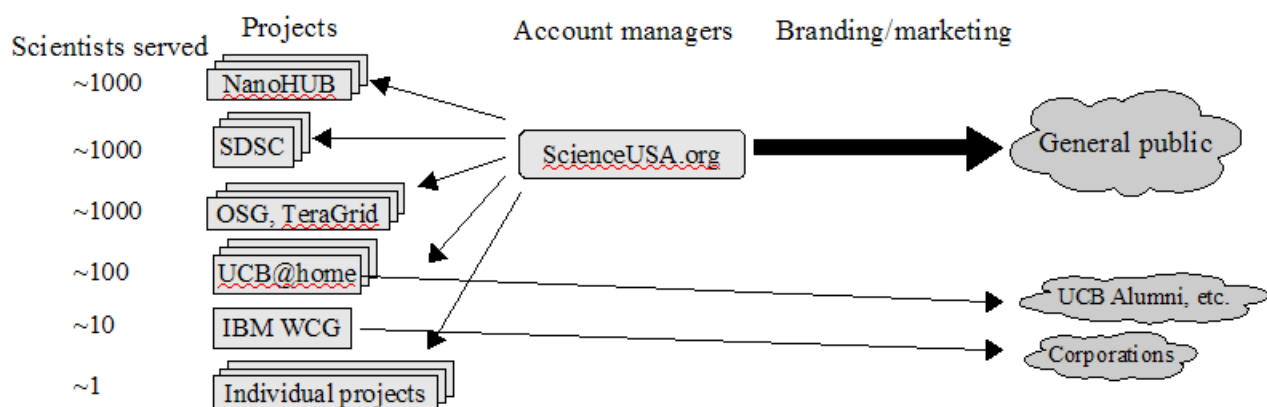 Scientists served
Projects
Account managers
Branding/marketing
~1000
NanoHUB
~1000
SDSC
ScienceUSA.org
General public
~1000
OSG, TeraGrid
~100
UCB@home
UCB Alumni, etc.
~10
IBM WCG
Corporations
~1
Individual projects